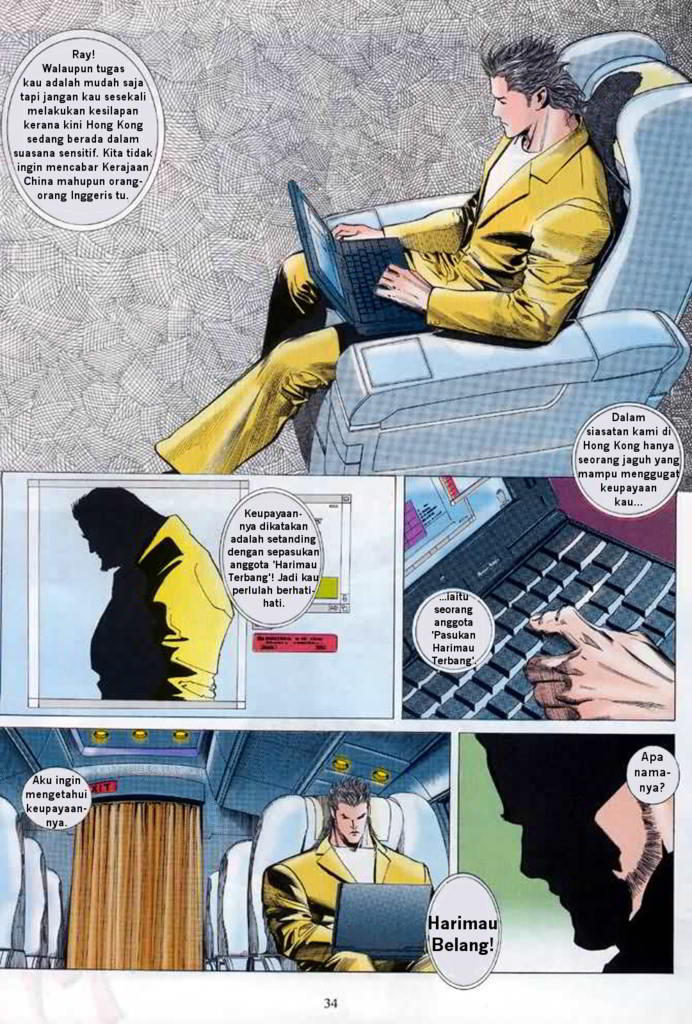 Ray!
Walaupun tugas
kau adalah mudah saja
tapi jangan kau sesekali
melakukan kesilapan
kerana kini Hong Kong
sedang berada dalam
suasana sensitif. Kita tidak
ingin mencabar Kerajaan
China mahupun orang-
orang Inggeris tu.
Dalam
siasatan kami di
Hong Kong hanya
seorang jaguh yang
mampu menggugat
keupayaan
kau...
...iaitu
seorang
anggota
'Pasukan
Harimau
Terbang'.
Keupayaan-
nya dikatakan
adalah setanding
dengan sepasukan
anggota 'Harimau
Terbang'! Jadi kau
perlulah berhati-
hati.
Aku ingin
mengetahui
keupayaan-
nya.
XIT
Apa
nama-
nya?
Harimau
Belang!
34